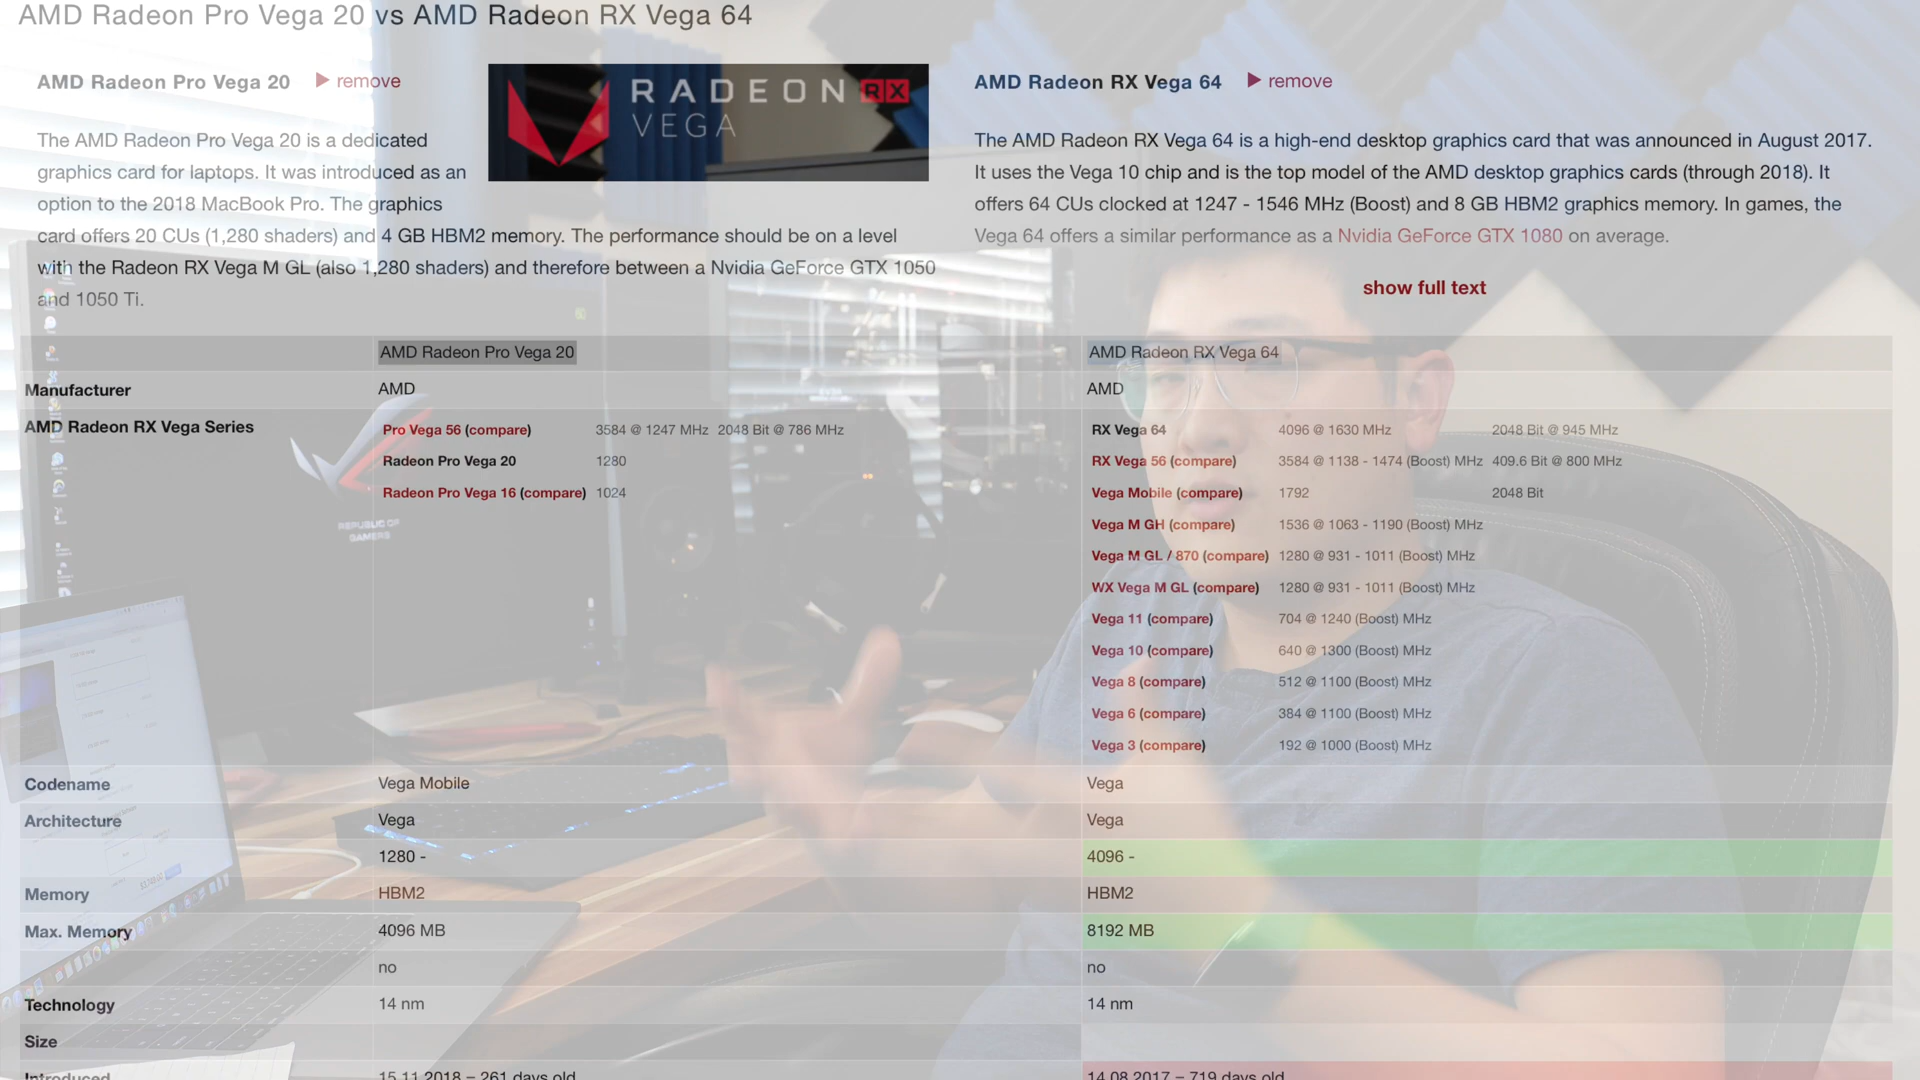 AMD Radeon Pro Vega 20 vs AMD Radeon RX Vega 64
AMD Radeon Pro Vega 20 remove
RADEON RX
VEGA
The AMD Radeon Pro Vega 20 is a dedicated
graphics card for laptops. It was introduced as an
option to the 2018 MacBook Pro. The graphics
card offers 20 CUs (1,280 shaders) and 4 GB HBM2 memory. The performance should be on a level
with the Radeon RX Vega M GL (also 1,280 shaders) and therefore between a Nvidia GeForce GTX 1050
and 1050 Ti.
AMD Radeon RX Vega 64 remove
The AMD Radeon RX Vega 64 is a high-end desktop graphics card that was announced in August 2017.
It uses the Vega 10 chip and is the top model of the AMD desktop graphics cards (through 2018). It
offers 64 CUs clocked at 1247 - 1546 MHz (Boost) and 8 GB HBM2 graphics memory. In games, the
Vega 64 offers a similar performance as a Nvidia GeForce GTX 1080 on average.
show full text
AMD Radeon Pro Vega 20 AMD Radeon RX Vega 64
Manufacturer AMD AMD
AMD Radeon RX Vega Series
Pro Vega 56 (compare) 3584 @ 1247 MHz 2048 Bit @ 786 MHz
Radeon Pro Vega 20 1280
Radeon Pro Vega 16 (compare) 1024
RX Vega 64 4096 @ 1630 MHz 2048 Bit @ 945 MHz
RX Vega 56 (compare) 3584 @ 1138 - 1474 (Boost) MHz 409.6 Bit @ 800 MHz
Vega Mobile (compare) 1792 2048 Bit
Vega M GH (compare) 1536 @ 1063 - 1190 (Boost) MHz
Vega M GL / 870 (compare) 1280 @ 931 - 1011 (Boost) MHz
WX Vega M GL (compare) 1280 @ 931 - 1011 (Boost) MHz
Vega 11 (compare) 704 @ 1240 (Boost) MHz
Vega 10 (compare) 640 @ 1300 (Boost) MHz
Vega 8 (compare) 512 @ 1100 (Boost) MHz
Vega 6 (compare) 384 @ 1100 (Boost) MHz
Vega 3 (compare) 192 @ 1000 (Boost) MHz
REPUBLIC OF
GAMERS
Codename Vega Mobile Vega
Architecture Vega Vega
1280 - 4096 -
Memory HBM2 HBM2
Max. Memory 4096 MB 8192 MB
no no
Technology 14 nm 14 nm
Size
Introduced 15.11.2018 – 261 days old 14.08.2017 – 719 days old